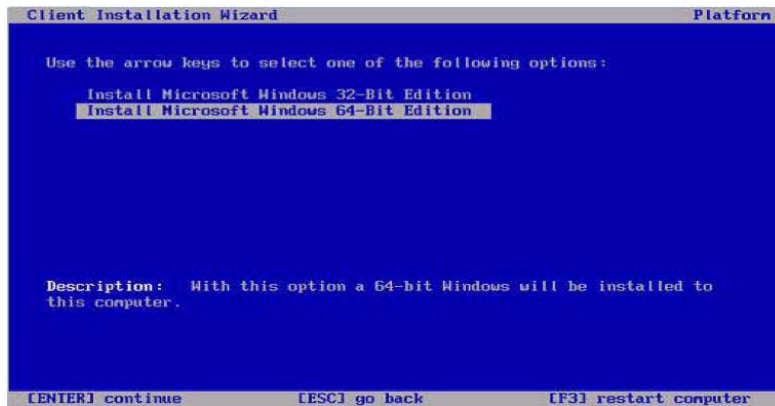 Client Installation Wizard Platform
Use the arrow keys to select one of the following options:
Install Microsoft Windows 32-Bit Edition
Install Microsoft Windows 64-Bit Edition
Description: With this option a 64-bit Windows will be installed to
this computer.
[ENTER] continue [ESC] go back [F3] restart computer